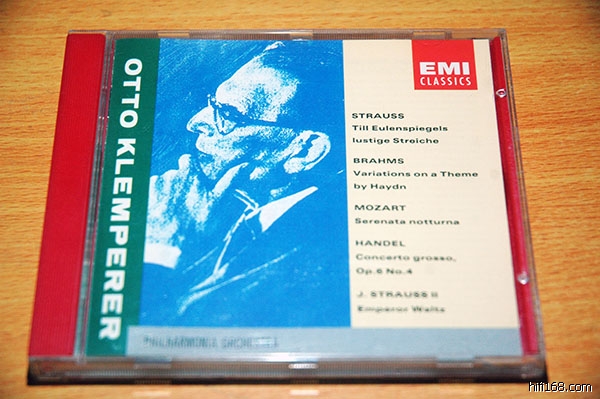 OTTO KLEMPERER
EMI
CLASSICS
STRAUSS
Till Eulenspiegels
lustige Streiche
BRAHMS
Variations on a Theme
by Haydn
MOZART
Serenata notturna
HANDEL
Concerto grosso,
Op.6 No.4
J. STRAUSS II
Emperor Waltz
PHILHARMONIA ORCHESTRA
hifi168.com